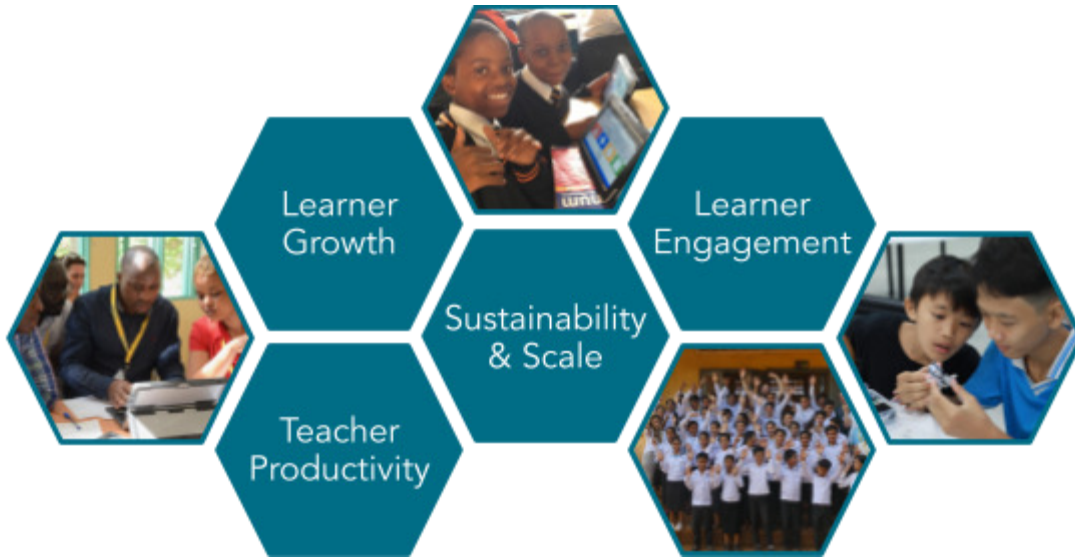 Learner
Growth
Learner
Engagement
Sustainability
& Scale
Teacher
Productivity